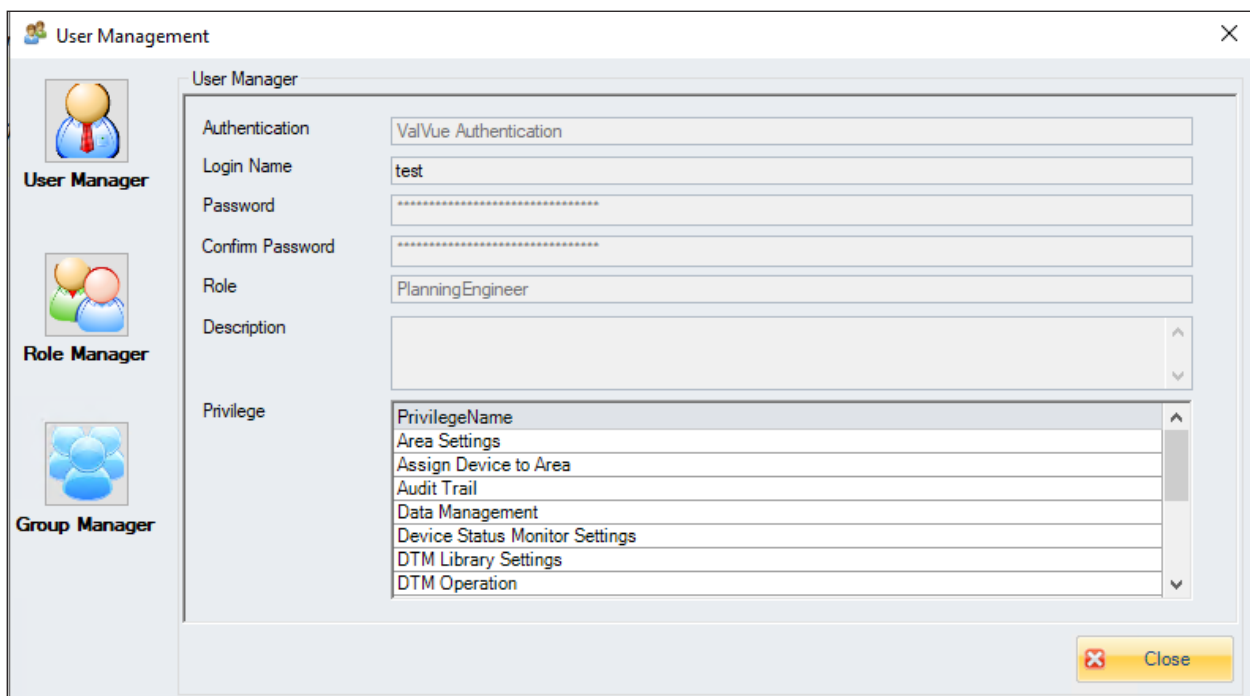 User Management
User Manager
User Manager
Role Manager
Group Manager
Authentication
ValVue Authentication
Login Name
test
Password
********************************
Confirm Password
********************************
Role
PlanningEngineer
Description
Privilege
PrivilegeName
Area Settings
Assign Device to Area
Audit Trail
Data Management
Device Status Monitor Settings
DTM Library Settings
DTM Operation
Close